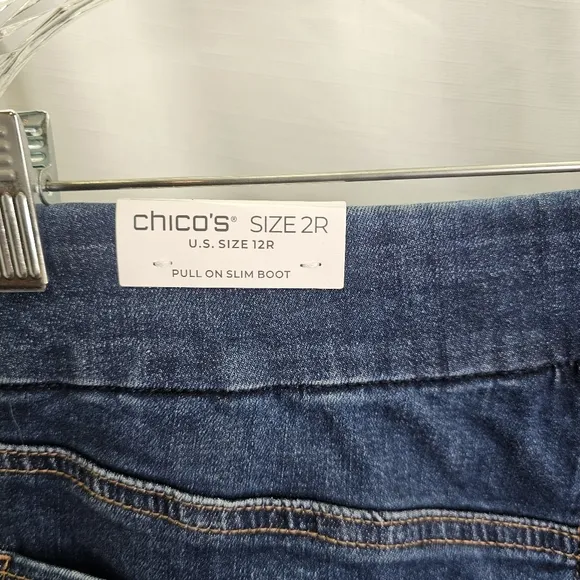 chico's® SIZE 2R
U.S. SIZE 12R
PULL ON SLIM BOOT